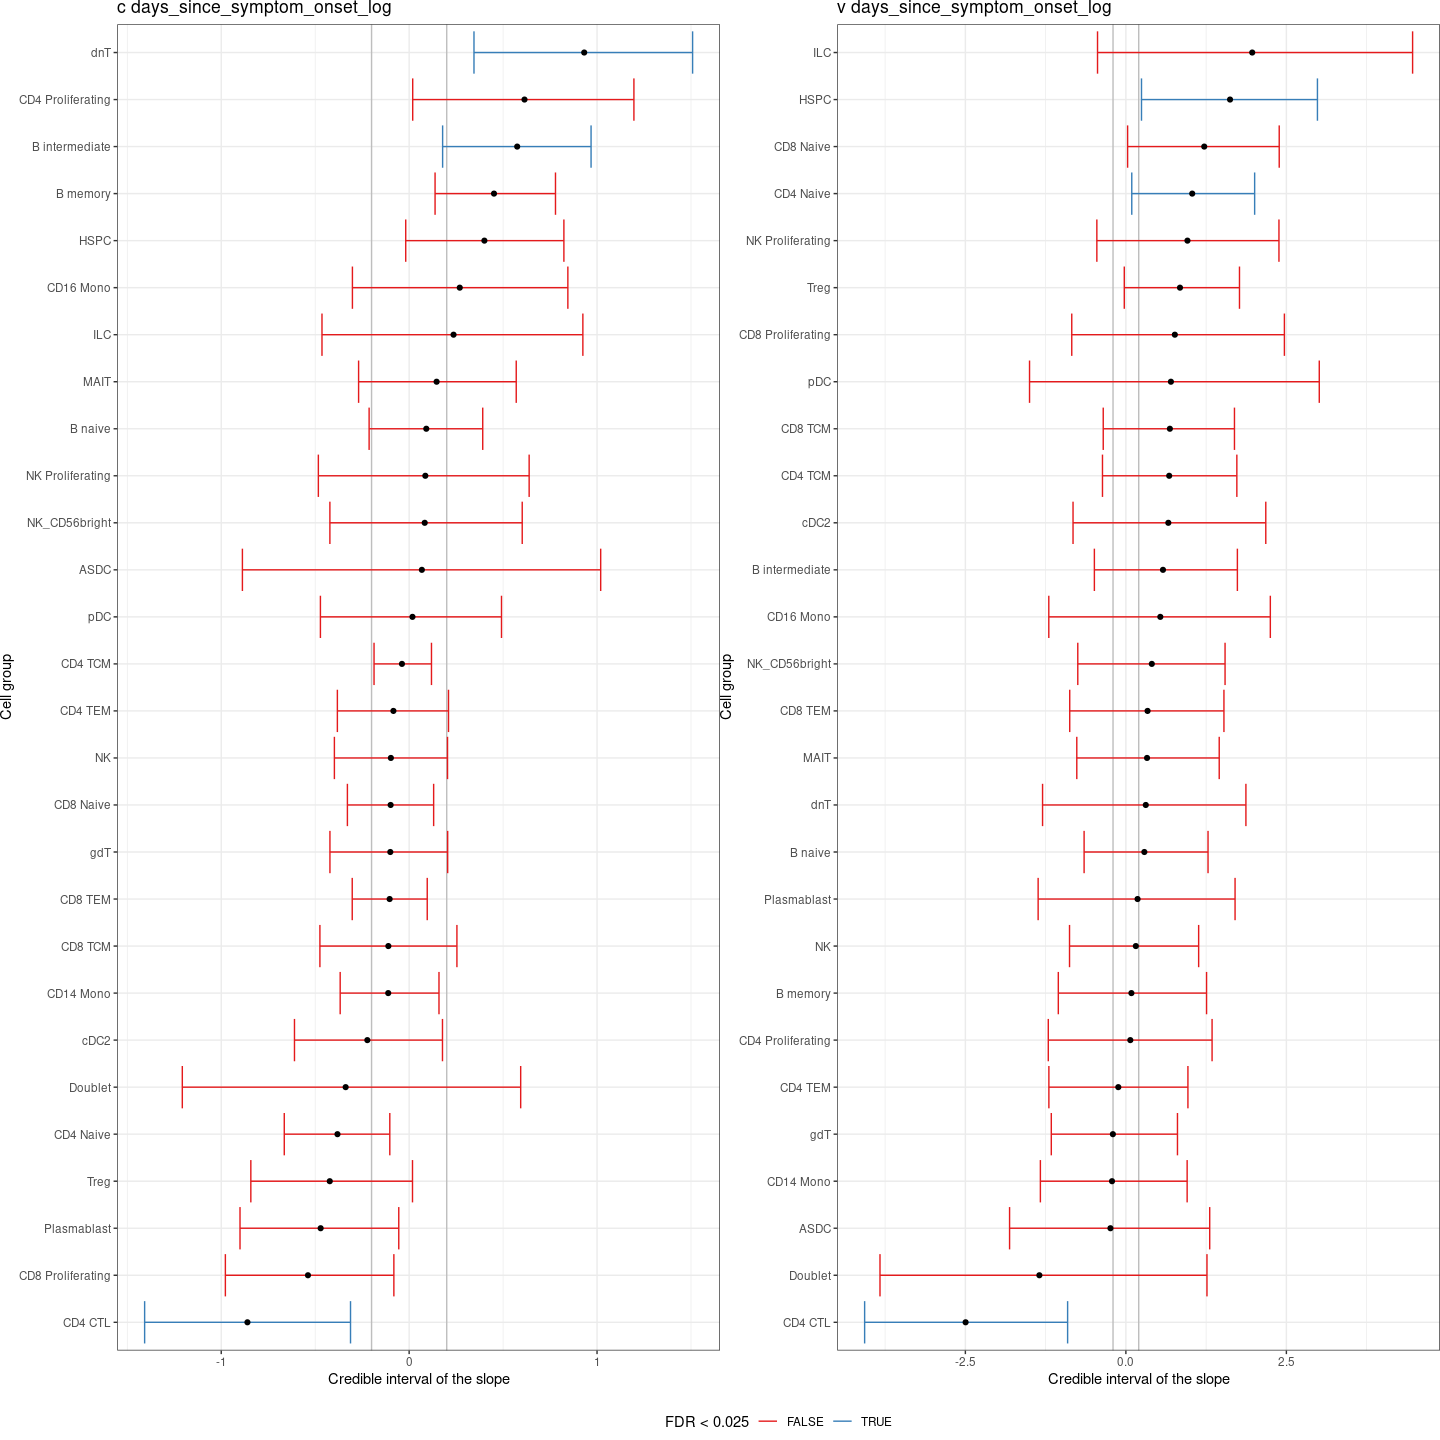 c days_since_symptom_onset_log
dnT
CD4 Proliferating
B intermediate
B memory
HSPC
CD16 Mono
ILC
MAIT
B naive
NK Proliferating
NK_CD56bright
ASDC
pDC
CD4 TCM
CD4 TEM
NK
CD8 Naive
gdT
CD8 TEM
CD8 TCM
CD14 Mono
cDC2
Doublet
CD4 Naive
Treg
Plasmablast
CD8 Proliferating
CD4 CTL
Cell group
-1 0 1
Credible interval of the slope
v days_since_symptom_onset_log
ILC
HSPC
CD8 Naive
CD4 Naive
NK Proliferating
Treg
CD8 Proliferating
pDC
CD8 TCM
CD4 TCM
cDC2
B intermediate
CD16 Mono
NK_CD56bright
CD8 TEM
MAIT
dnT
B naive
Plasmablast
NK
B memory
CD4 Proliferating
CD4 TEM
gdT
CD14 Mono
ASDC
Doublet
CD4 CTL
Cell group
-2.5 0.0 2.5
Credible interval of the slope
FDR < 0.025 FALSE TRUE